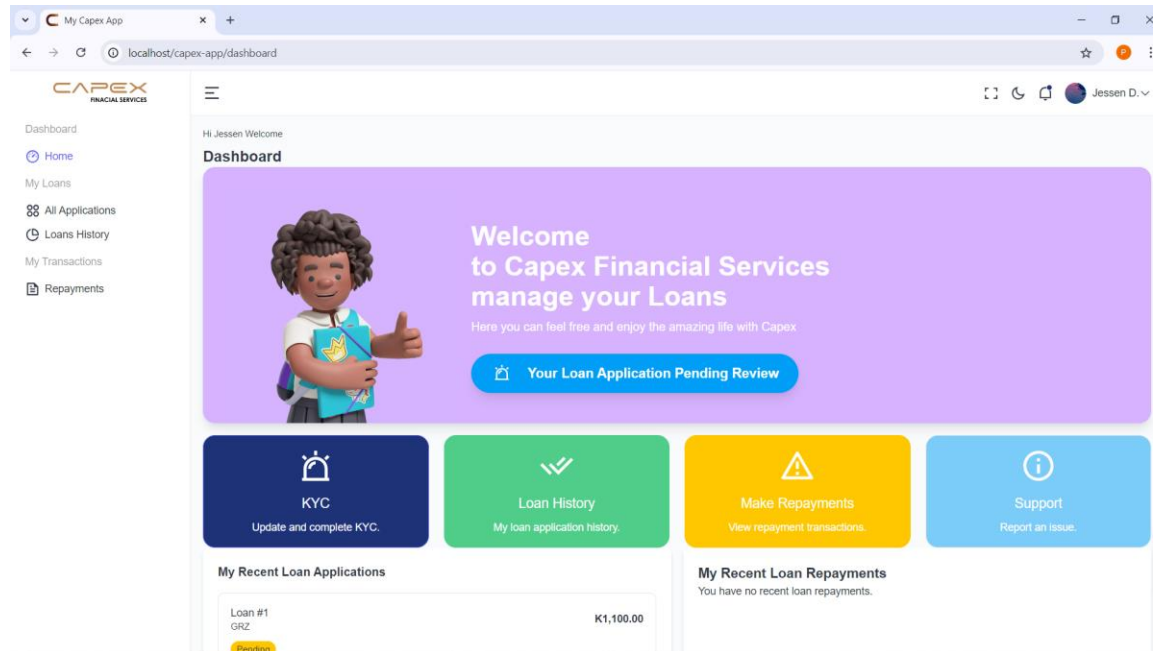 My Capex App
localhost/capex-app/dashboard
P
CAPEX
FINACIAL SERVICES
Jessen D.
Dashboard
Home
My Loans
All Applications
Loans History
My Transactions
Repayments
Hi Jessen Welcome
Dashboard
Welcome
to Capex Financial Services
manage your Loans
Here you can feel free and enjoy the amazing life with Capex
Your Loan Application Pending Review
KYC
Update and complete KYC.
Loan History
My loan application history.
Make Repayments
View repayment transactions.
Support
Report an issue.
My Recent Loan Applications
Loan #1
GRZ
K1,100.00
Pending
My Recent Loan Repayments
You have no recent loan repayments.